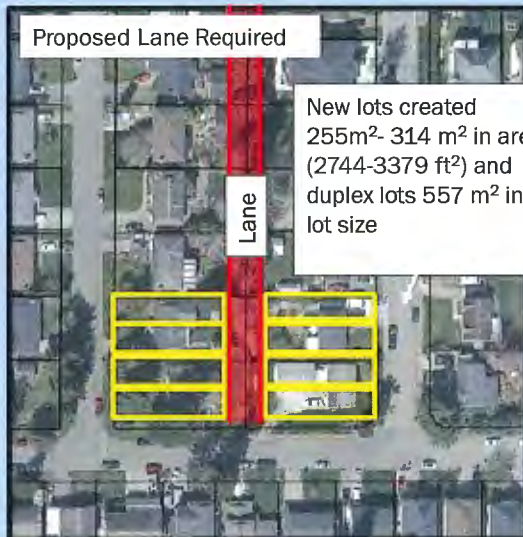 Proposed Lane Required
New lots created
255m²- 314 m² in are
(2744-3379 ft²) and
duplex lots 557 m² in
lot size
Lane